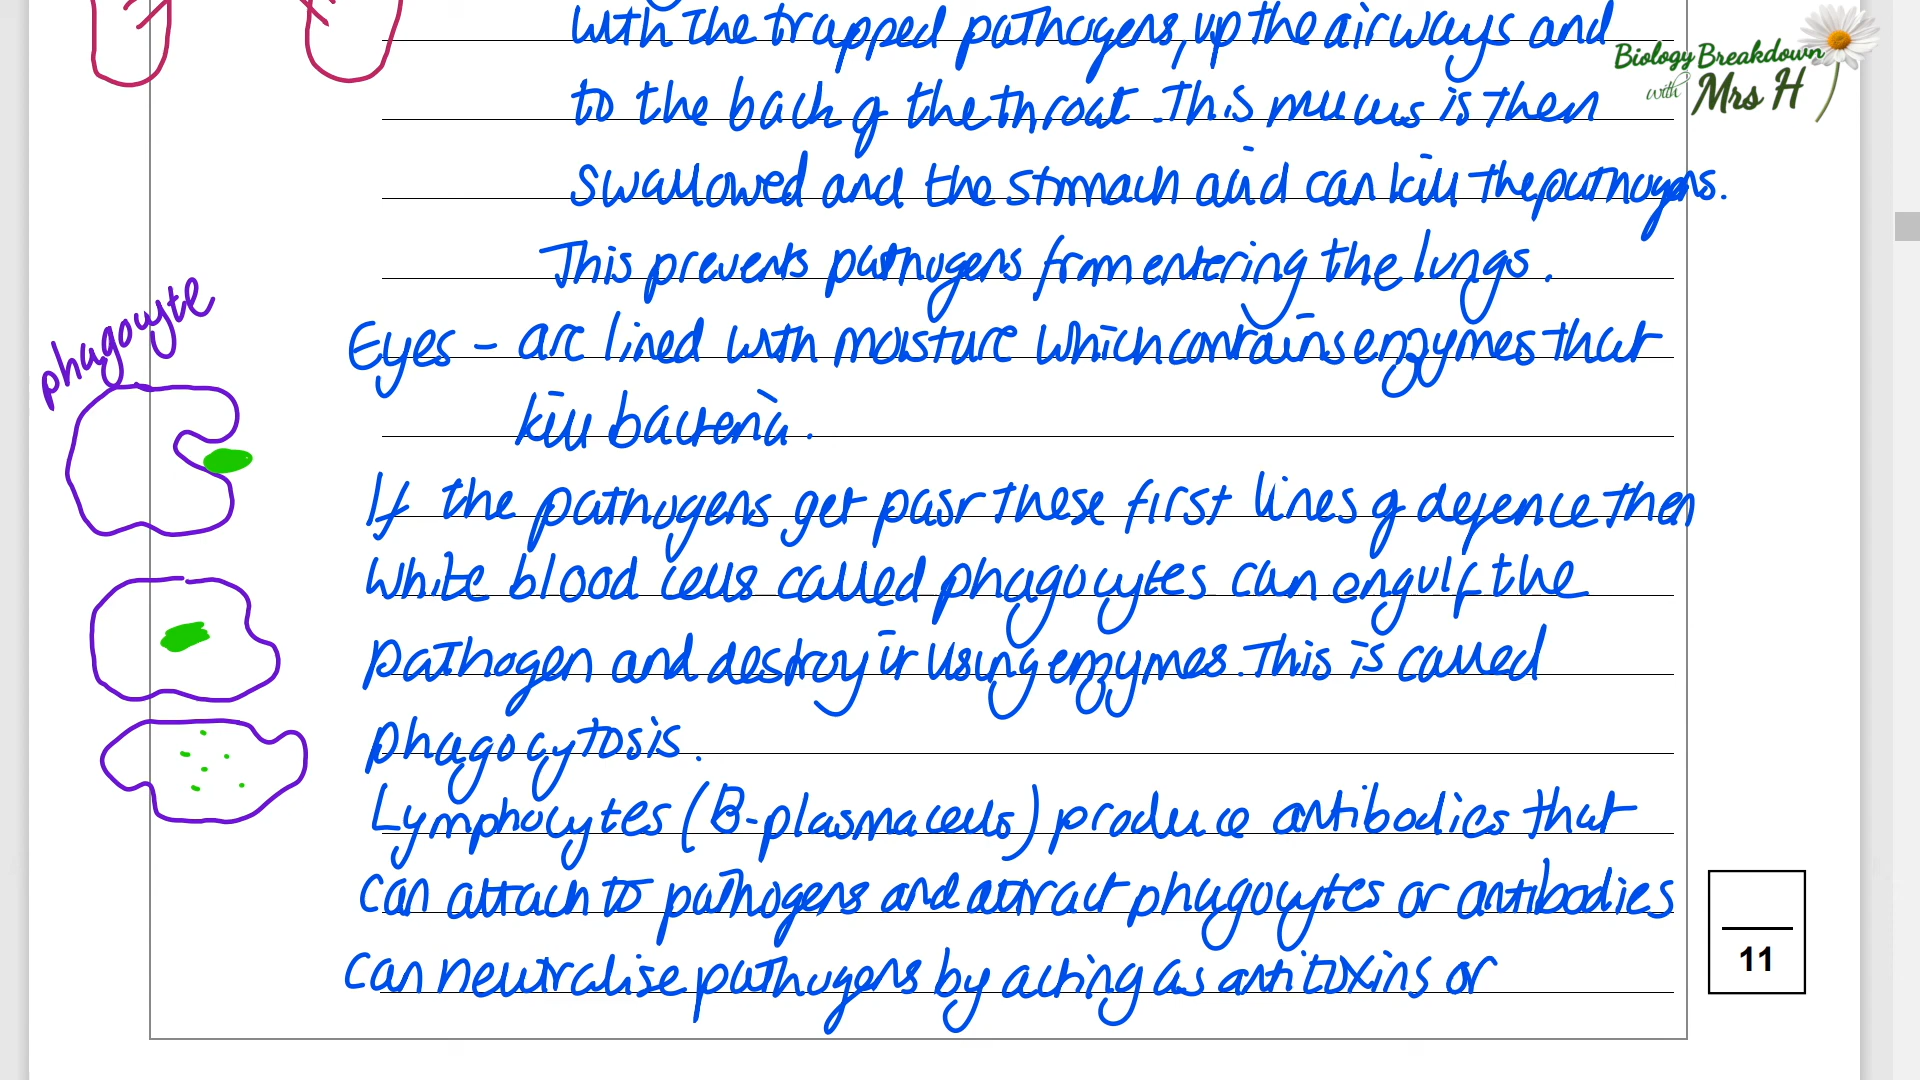 with the trapped pathogens, up the airways and
to the back of the throat. This mucus is then
swallowed and the stomach acid can kill the pathogens.
This prevents pathogens from entering the lungs.
Eyes - are lined with moisture which contains enzymes that
kill bacteria.
If the pathogens get past these first lines of defence then
white blood cells called phagocytes can engulf the
pathogen and destroy it using enzymes. This is called
phagocytosis.
Lymphocytes (B-plasma cells) produce antibodies that
can attach to pathogens and attract phagocytes or antibodies
can neutralise pathogens by acting as antitoxins or
phagocyte
Biology Breakdown
with Mrs H
11